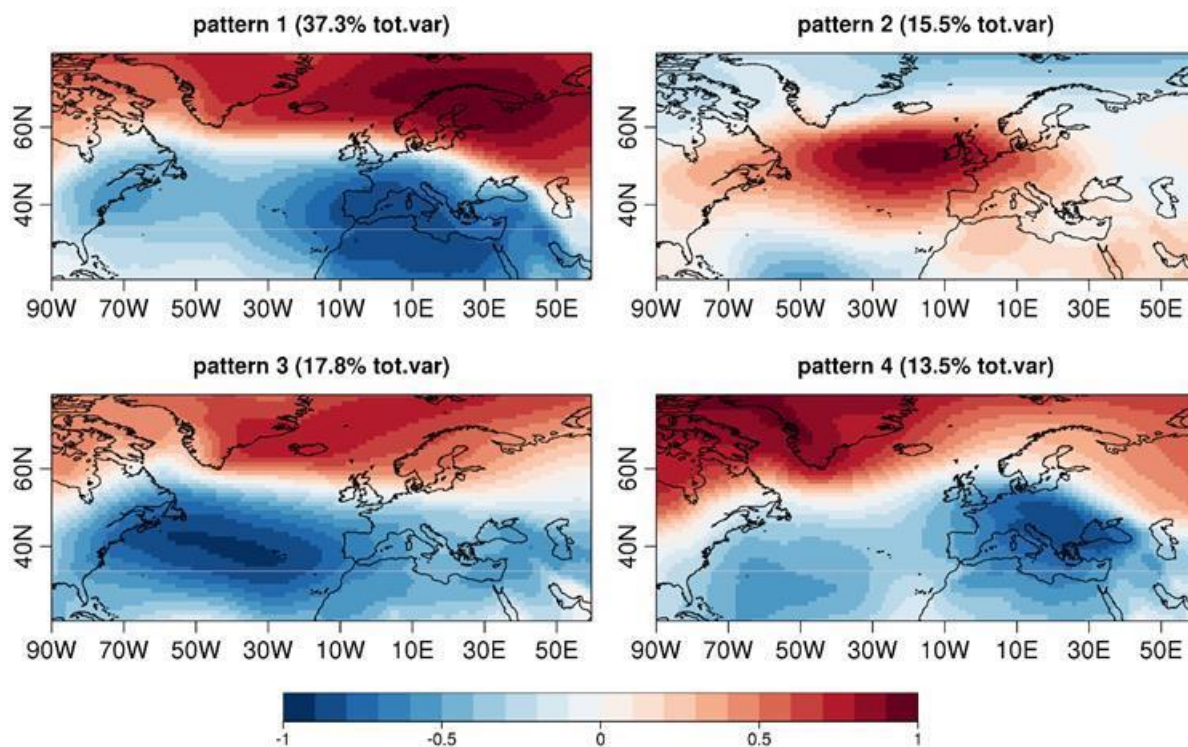 pattern 1 (37.3% tot.var)
pattern 2 (15.5% tot.var)
60N
40N
90W 70W 50W 30W 10W 10E 30E 50E
60N
40N
90W 70W 50W 30W 10W 10E 30E 50E
pattern 3 (17.8% tot.var)
pattern 4 (13.5% tot.var)
60N
40N
90W 70W 50W 30W 10W 10E 30E 50E
60N
40N
90W 70W 50W 30W 10W 10E 30E 50E
-1 -0.5 0 0.5 1